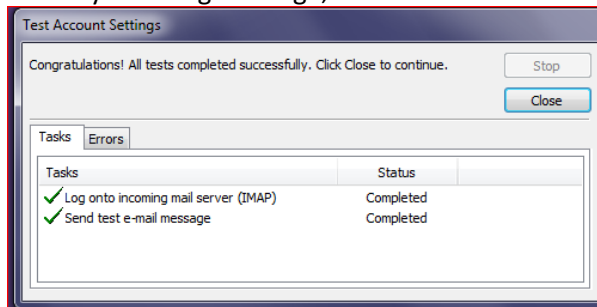 Test Account Settings
Congratulations! All tests completed successfully. Click Close to continue.
Stop
Close
Tasks Errors
Tasks Status
Log onto incoming mail server (IMAP) Completed
Send test e-mail message Completed